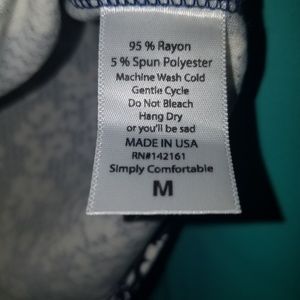 95 % Rayon
5 % Spun Polyester
Machine Wash Cold
Gentle Cycle
Do Not Bleach
Hang Dry
or you'll be sad
MADE IN USA
RN#142161
Simply Comfortable
M